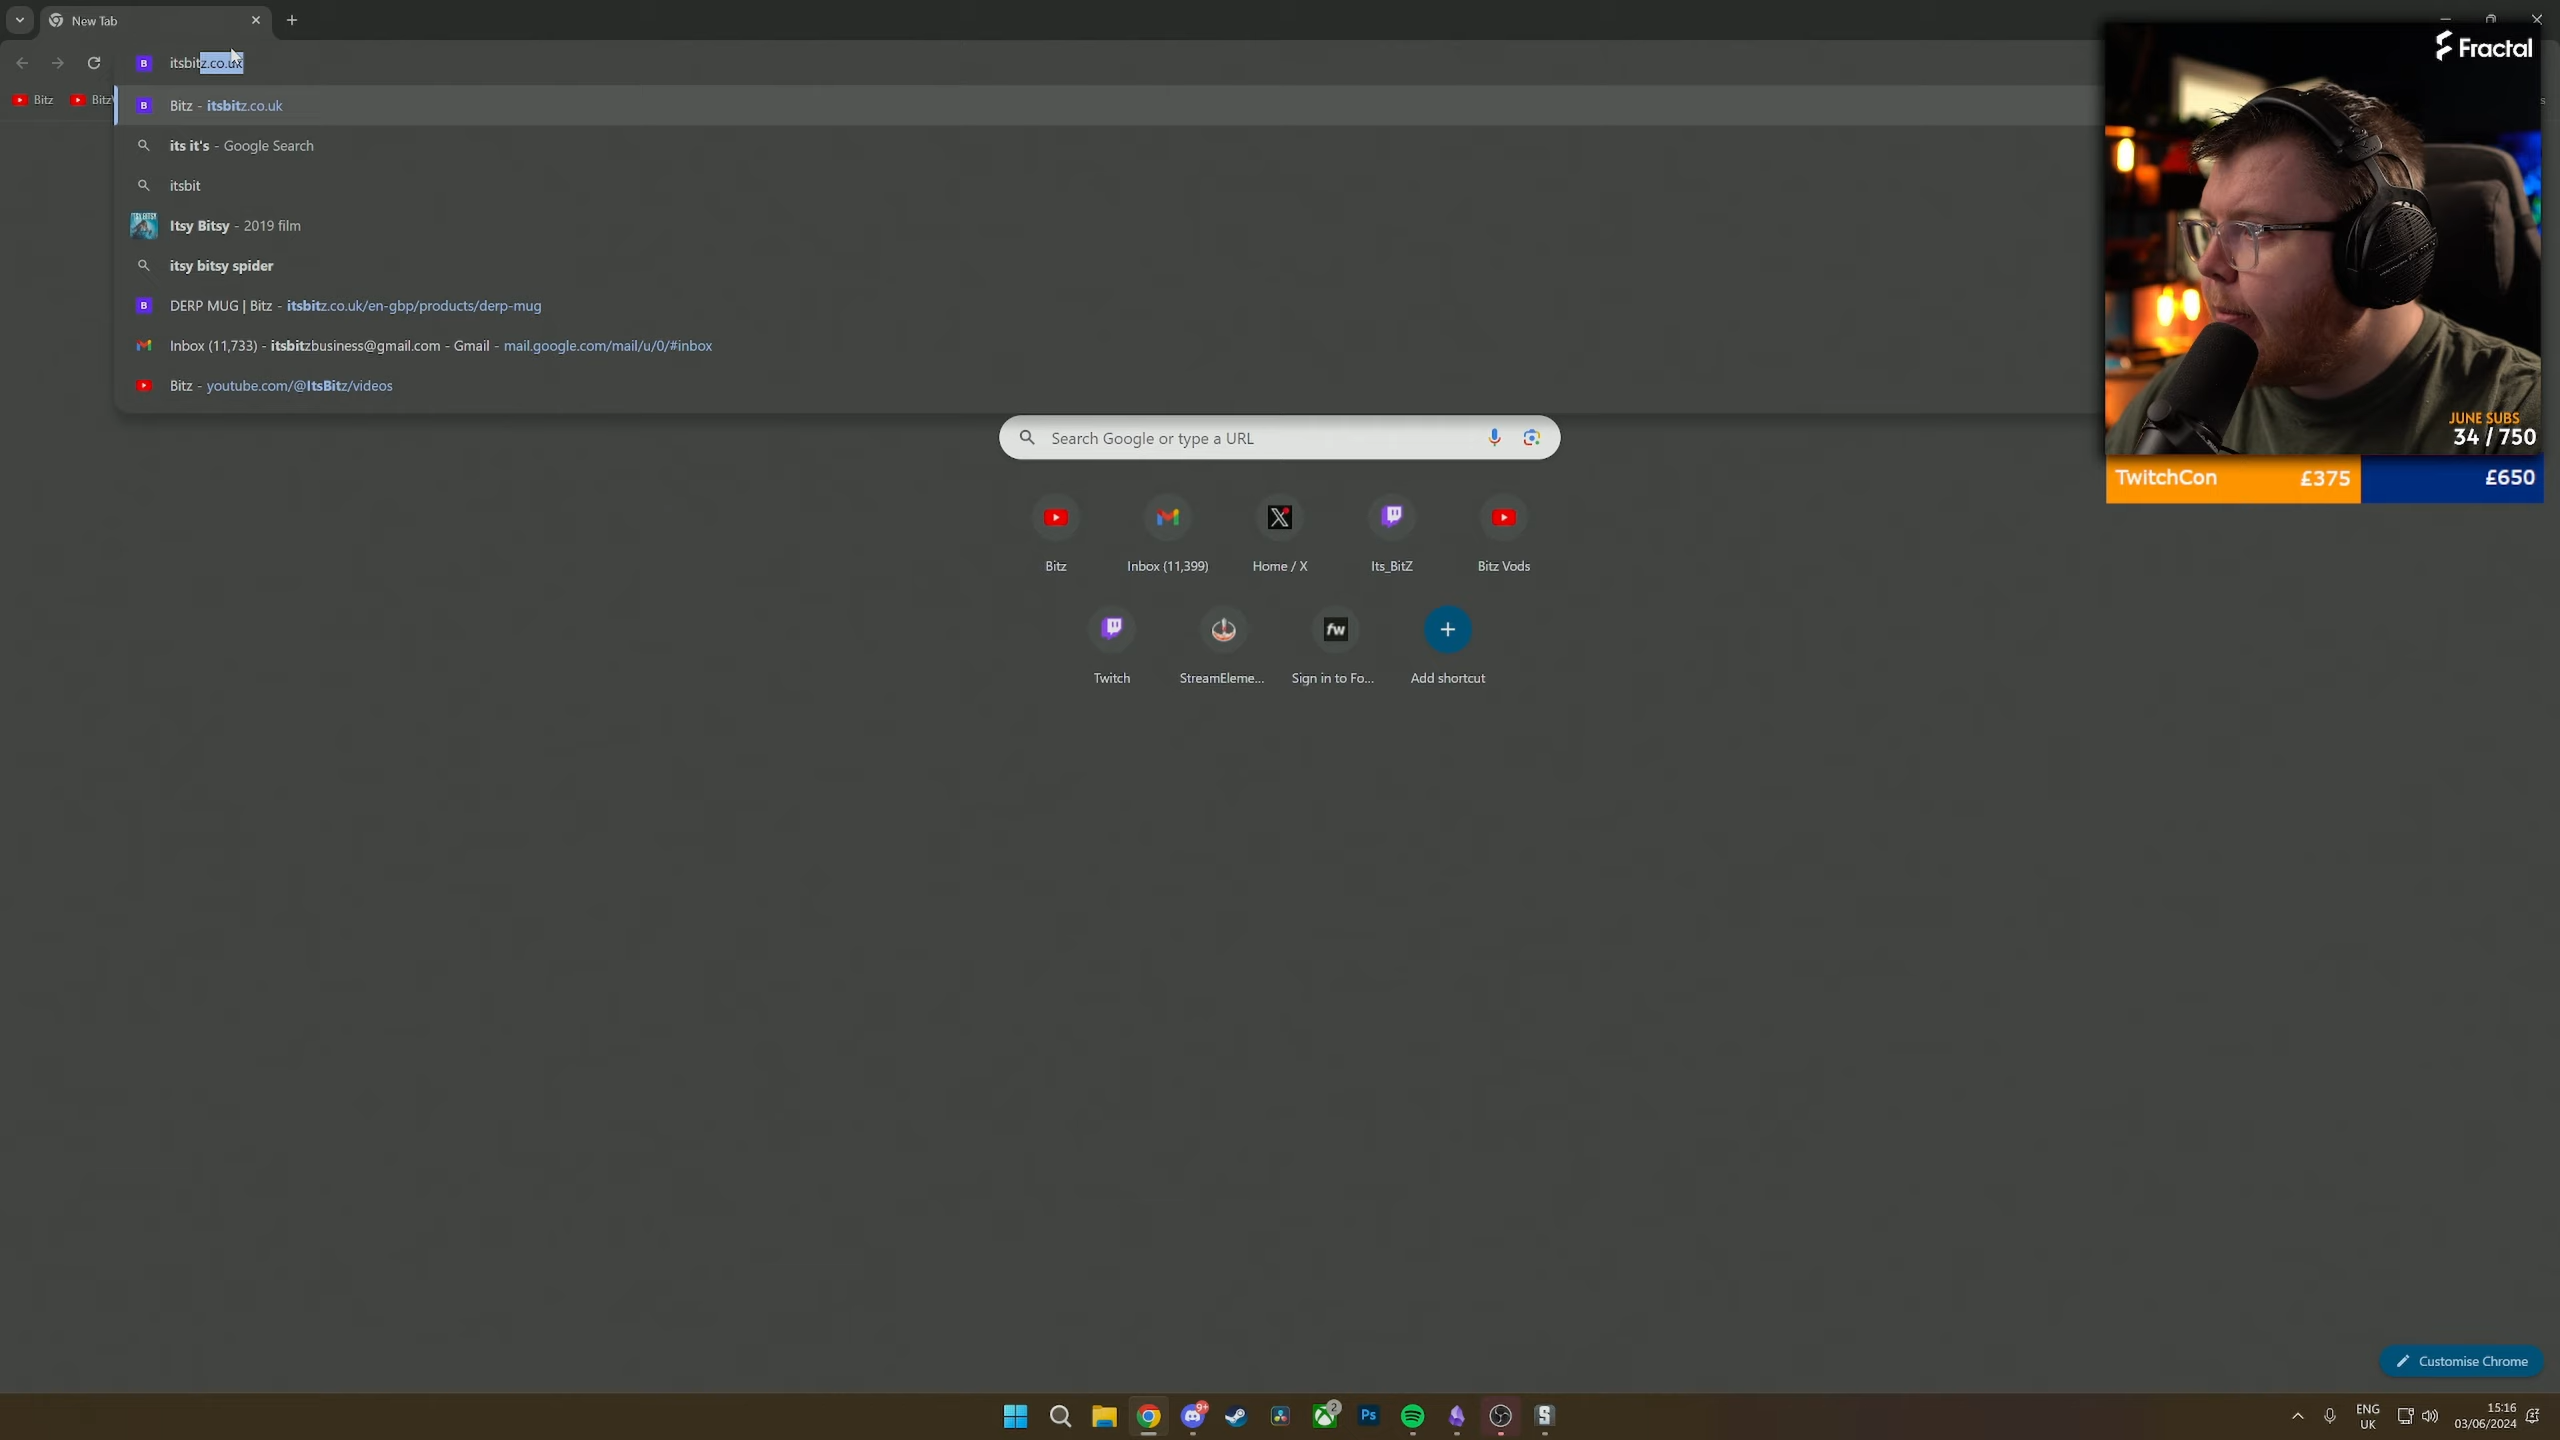 New Tab
itsbitz.co.uk
Bitz
Bitz - itsbitz.co.uk
its it's - Google Search
itsbit
Itsy Bitsy - 2019 film
itsy bitsy spider
DERP MUG | Bitz - itsbitz.co.uk/en-gbp/products/derp-mug
Inbox (11,733) - itsbitzbusiness@gmail.com - Gmail - mail.google.com/mail/u/0/#inbox
Bitz - youtube.com/@ItsBitz/videos
Fractal
JUNE SUBS
34 / 750
TwitchCon £375 £650
Search Google or type a URL
Bitz Inbox (11,399) Home / X Its_BitZ Bitz Vods
fw
Twitch StreamEleme... Sign in to Fo... Add shortcut
Customise Chrome
9+
2
Ps
ENG
UK
15:16
03/06/2024